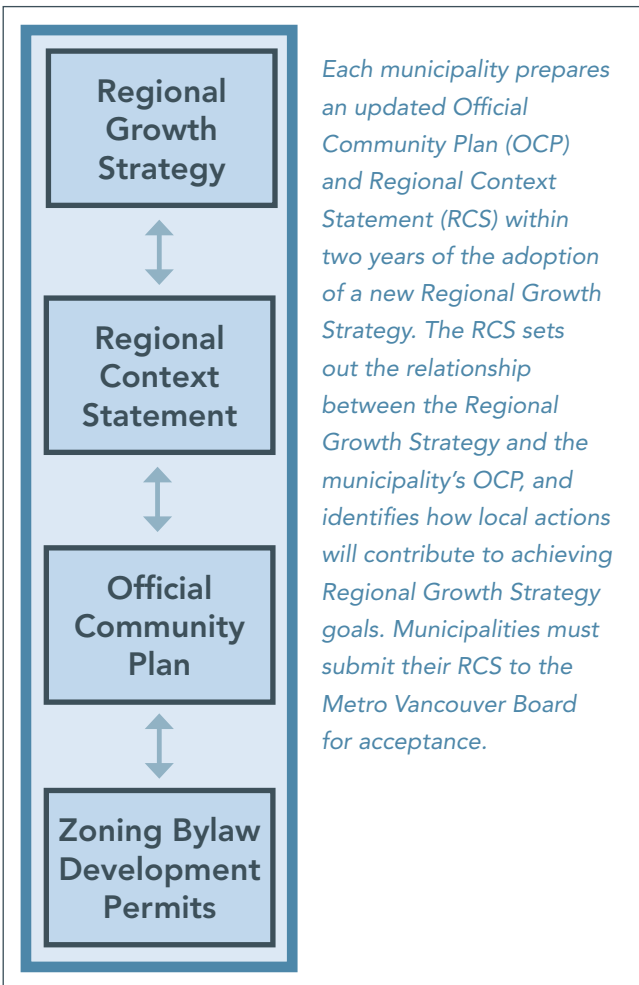 Regional
Growth
Strategy
Regional
Context
Statement
Official
Community
Plan
Zoning Bylaw
Development
Permits
Each municipality prepares
an updated Official
Community Plan (OCP)
and Regional Context
Statement (RCS) within
two years of the adoption
of a new Regional Growth
Strategy. The RCS sets
out the relationship
between the Regional
Growth Strategy and the
municipality’s OCP, and
identifies how local actions
will contribute to achieving
Regional Growth Strategy
goals. Municipalities must
submit their RCS to the
Metro Vancouver Board
for acceptance.